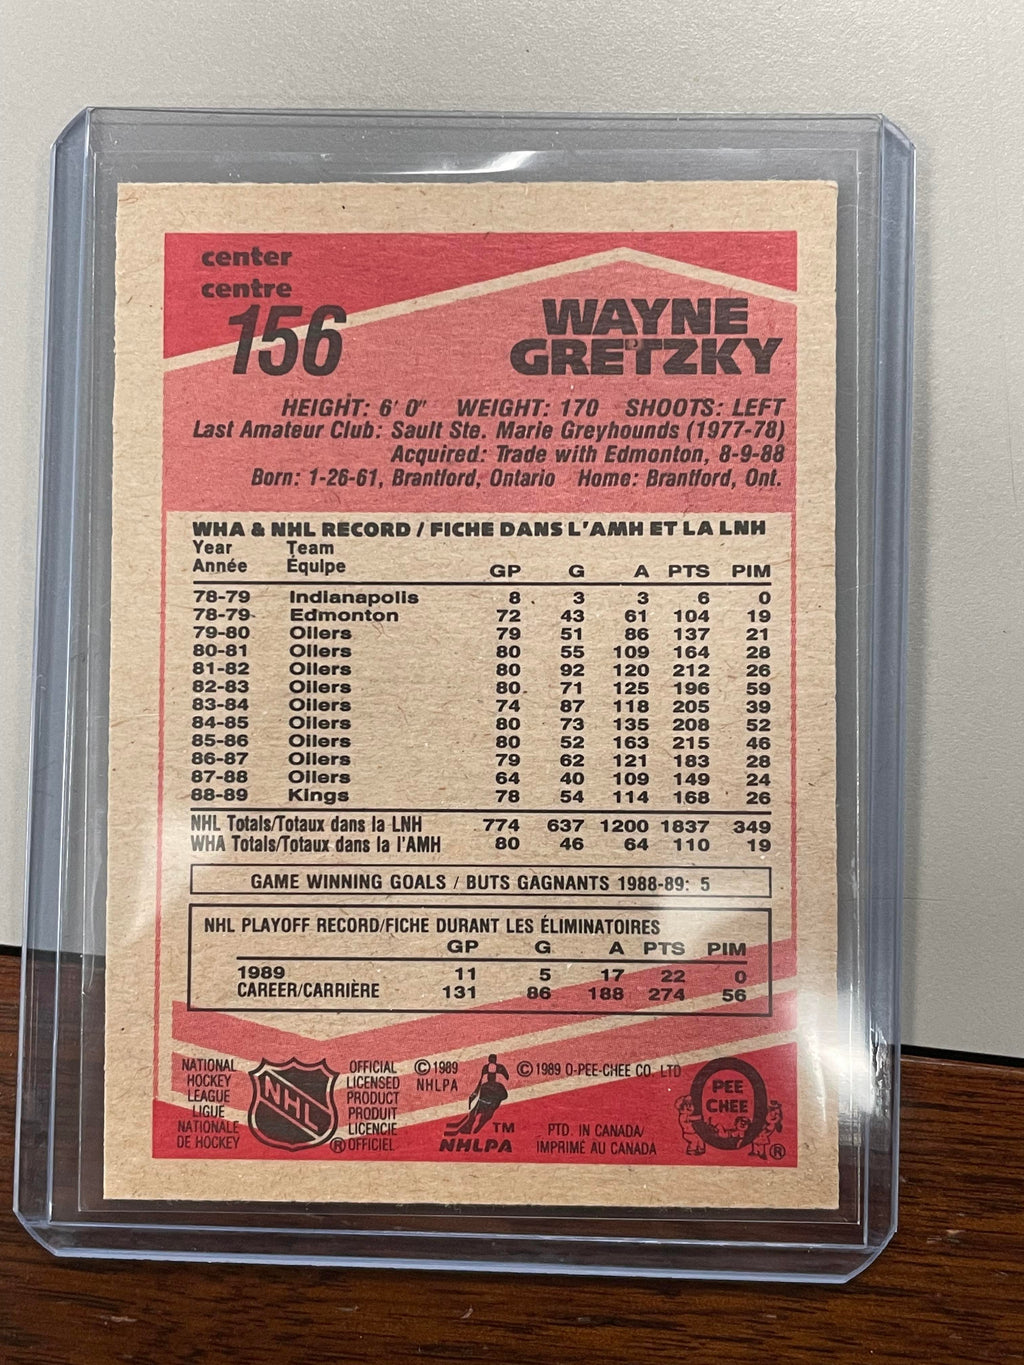 center
centre
156
WAYNE
GRETZKY
HEIGHT: 6' 0" WEIGHT: 170 SHOOTS: LEFT
Last Amateur Club: Sault Ste. Marie Greyhounds (1977-78)
Acquired: Trade with Edmonton, 8-9-88
Born: 1-26-61, Brantford, Ontario Home: Brantford, Ont.
WHA & NHL RECORD / FICHE DANS L'AMH ET LA LNH
Year Team
Année Équipe GP G A PTS PIM
78-79 Indianapolis 8 3 3 6 0
78-79 Edmonton 72 43 61 104 19
79-80 Oilers 79 51 86 137 21
80-81 Oilers 80 55 109 164 28
81-82 Oilers 80 92 120 212 26
82-83 Oilers 80 71 125 196 59
83-84 Oilers 74 87 118 205 39
84-85 Oilers 80 73 135 208 52
85-86 Oilers 80 52 163 215 46
86-87 Oilers 79 62 121 183 28
87-88 Oilers 64 40 109 149 24
88-89 Kings 78 54 114 168 26
NHL Totals/Totaux dans la LNH 774 637 1200 1837 349
WHA Totals/Totaux dans la l'AMH 80 46 64 110 19
GAME WINNING GOALS / BUTS GAGNANTS 1988-89: 5
NHL PLAYOFF RECORD/FICHE DURANT LES ÉLIMINATOIRES
GP G A PTS PIM
1989 11 5 17 22 0
CAREER/CARRIÈRE 131 86 188 274 56
NATIONAL
HOCKEY
LEAGUE
LIGUE
NATIONALE
DE HOCKEY
NHL
®
OFFICIAL
LICENSED
PRODUCT
PRODUIT
LICENCIE
OFFICIEL
©1989
NHLPA
TM
NHLPA
©1989 O-PEE-CHEE CO. LTD
PTD. IN CANADA/
IMPRIMÉ AU CANADA
O
PEE
CHEE
®